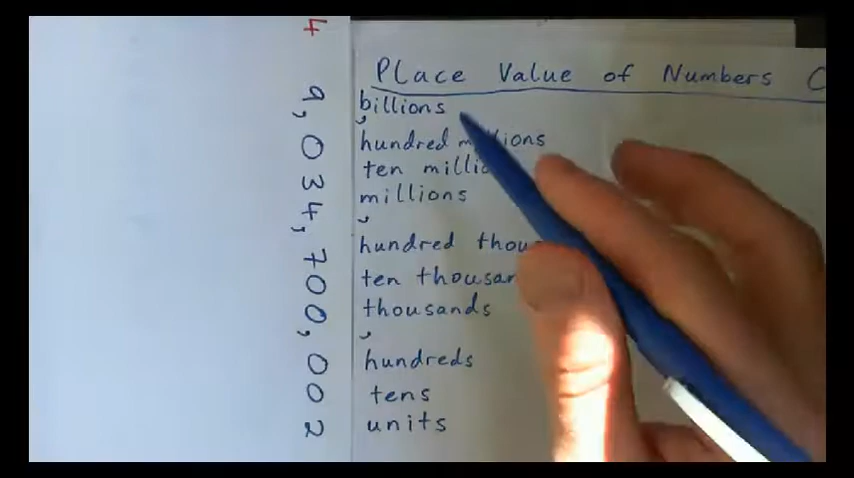 4
9,034,700,002
Place Value of Numbers
billions
,
hundred millions
ten
millions
,
hundred
ten
thousands
,
hundreds
tens
units